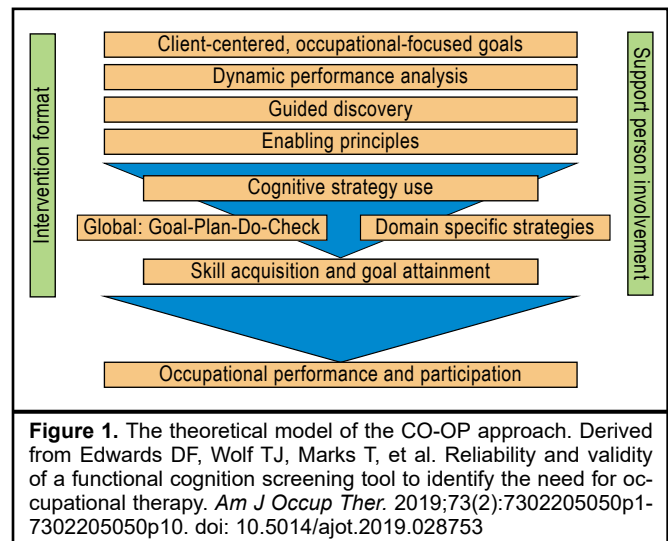 Client-centered, occupational-focused goals
Dynamic performance analysis
Guided discovery
Enabling principles
Intervention format
Support person involvement
Cognitive strategy use
Global: Goal-Plan-Do-Check
Domain specific strategies
Skill acquisition and goal attainment
Occupational performance and participation
Figure 1. The theoretical model of the CO-OP approach. Derived
from Edwards DF, Wolf TJ, Marks T, et al. Reliability and validity
of a functional cognition screening tool to identify the need for oc-
cupational therapy. Am J Occup Ther. 2019;73(2):7302205050p1-
7302205050p10. doi: 10.5014/ajot.2019.028753